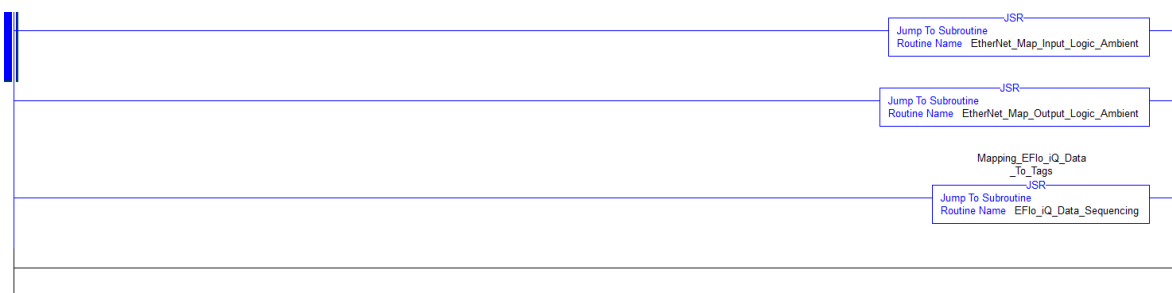 JSR
Jump To Subroutine
Routine Name EtherNet_Map_Input_Logic_Ambient
JSR
Jump To Subroutine
Routine Name EtherNet_Map_Output_Logic_Ambient
Mapping_EFlo_iQ_Data
_To_Tags
JSR
Jump To Subroutine
Routine Name EFlo_iQ_Data_Sequencing